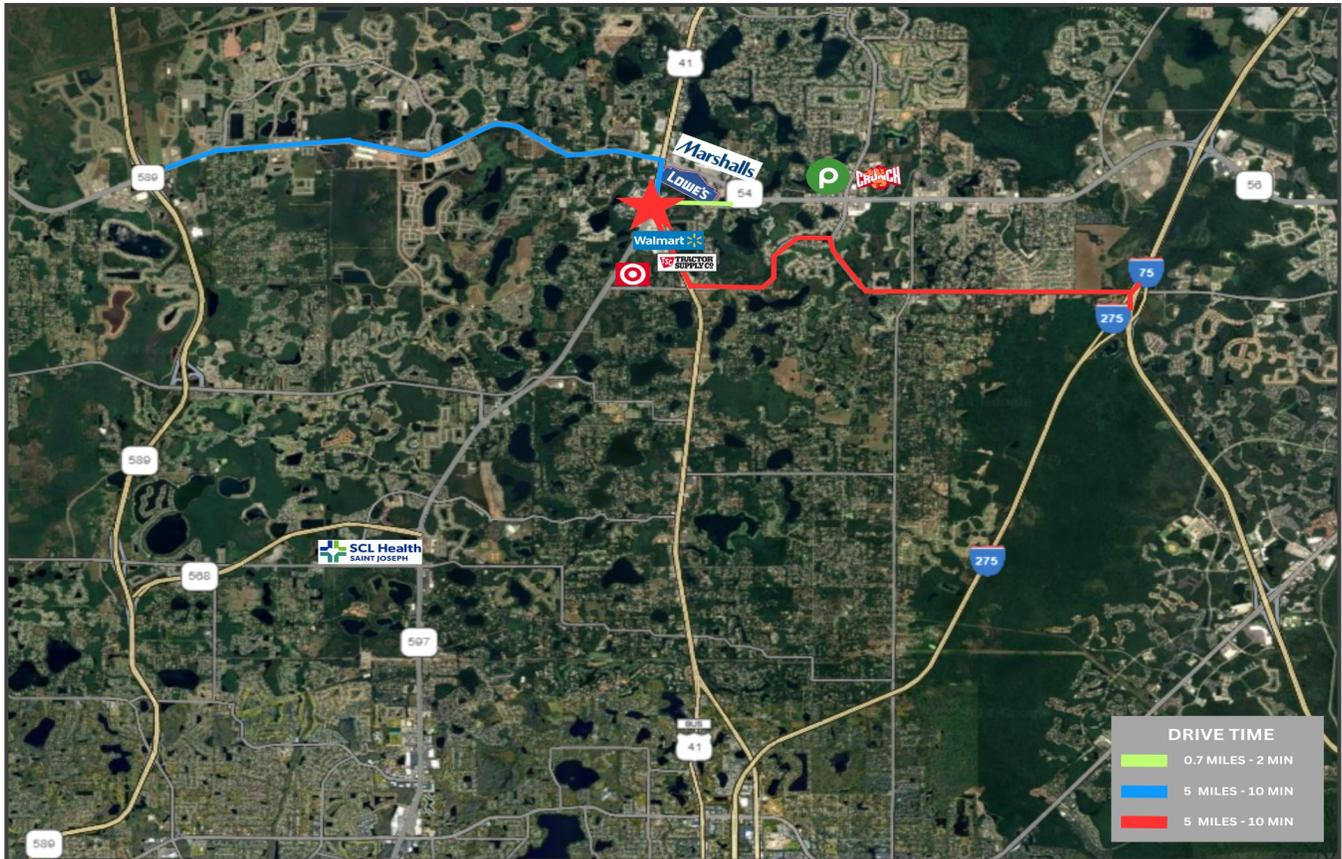 41
Marshalls
LOWE'S
54
P
CRUNCH
589
56
Walmart
TSC TRACTOR
SUPPLY CO
75
275
589
SCL Health
SAINT JOSEPH
568
275
597
BUS
41
589
DRIVE TIME
0.7 MILES - 2 MIN
5 MILES - 10 MIN
5 MILES - 10 MIN